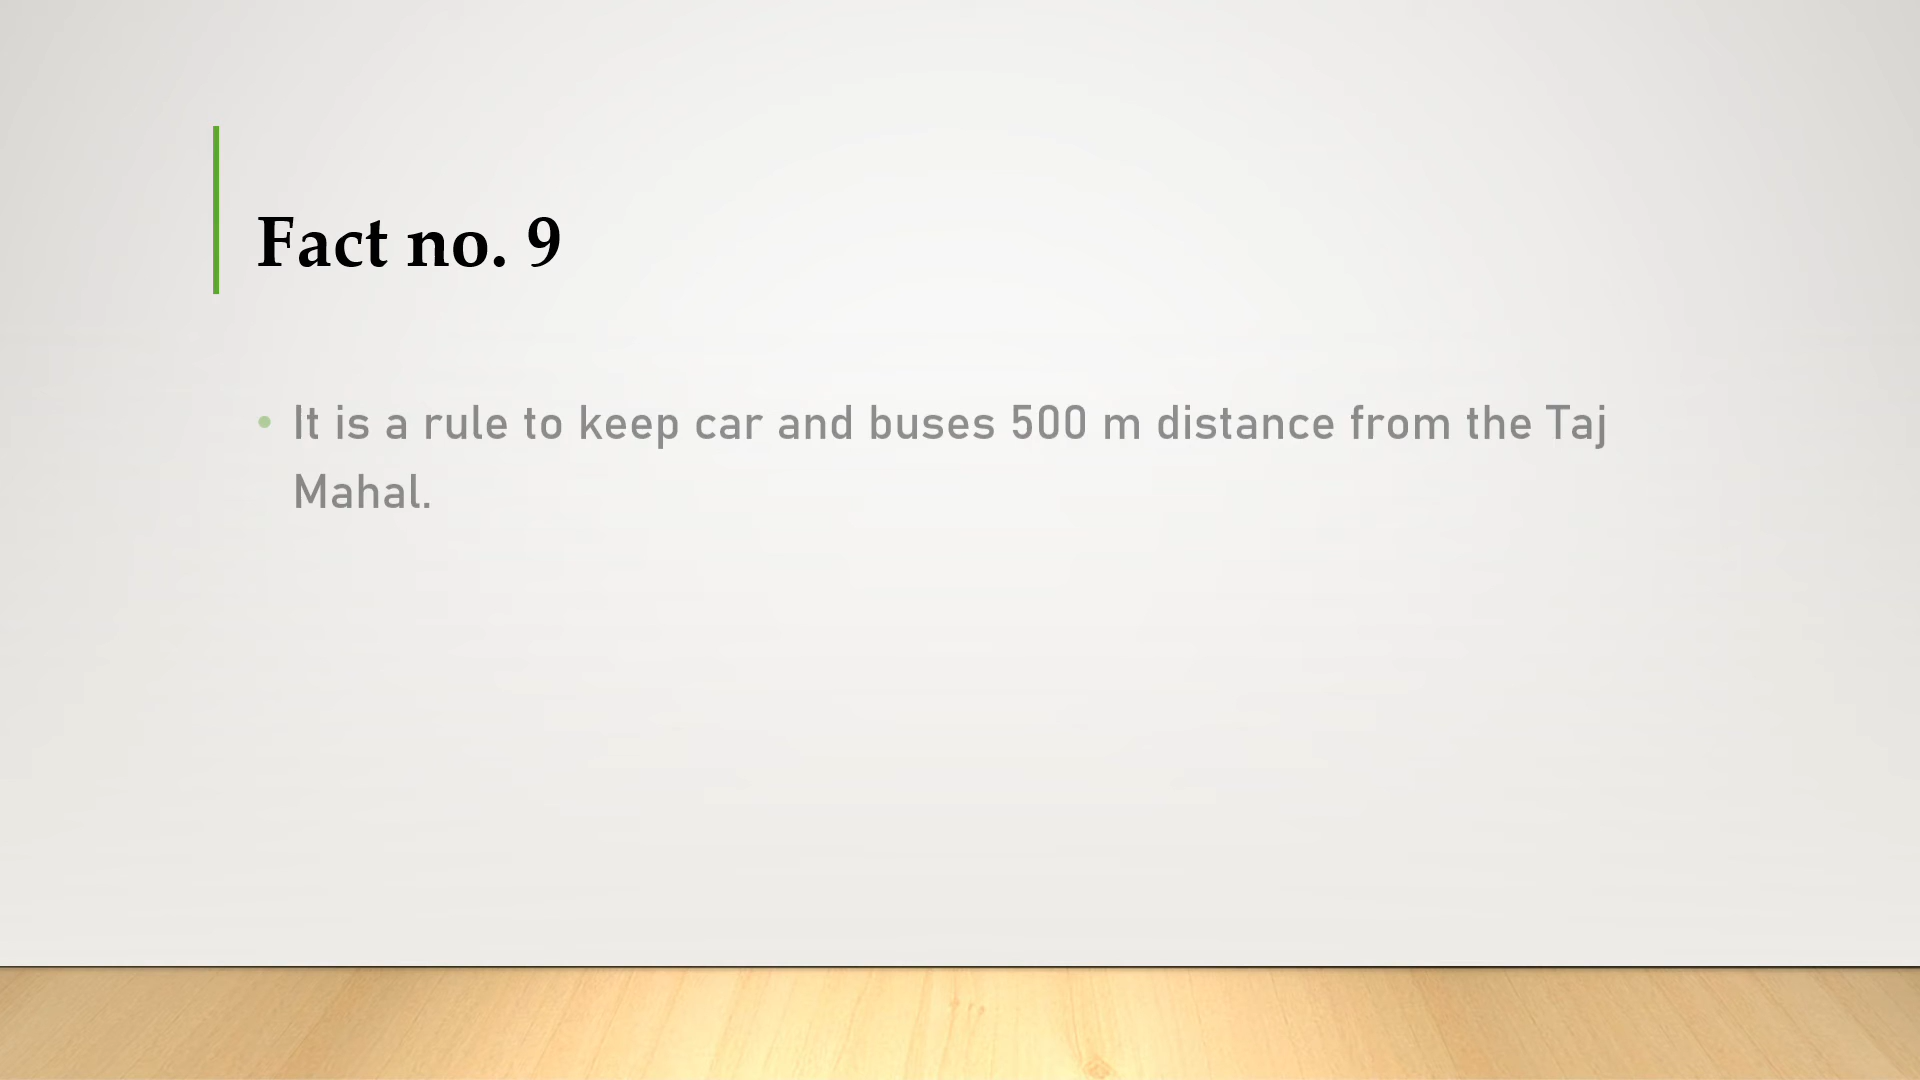 Fact no. 9
• It is a rule to keep car and buses 500 m distance from the Taj
Mahal.